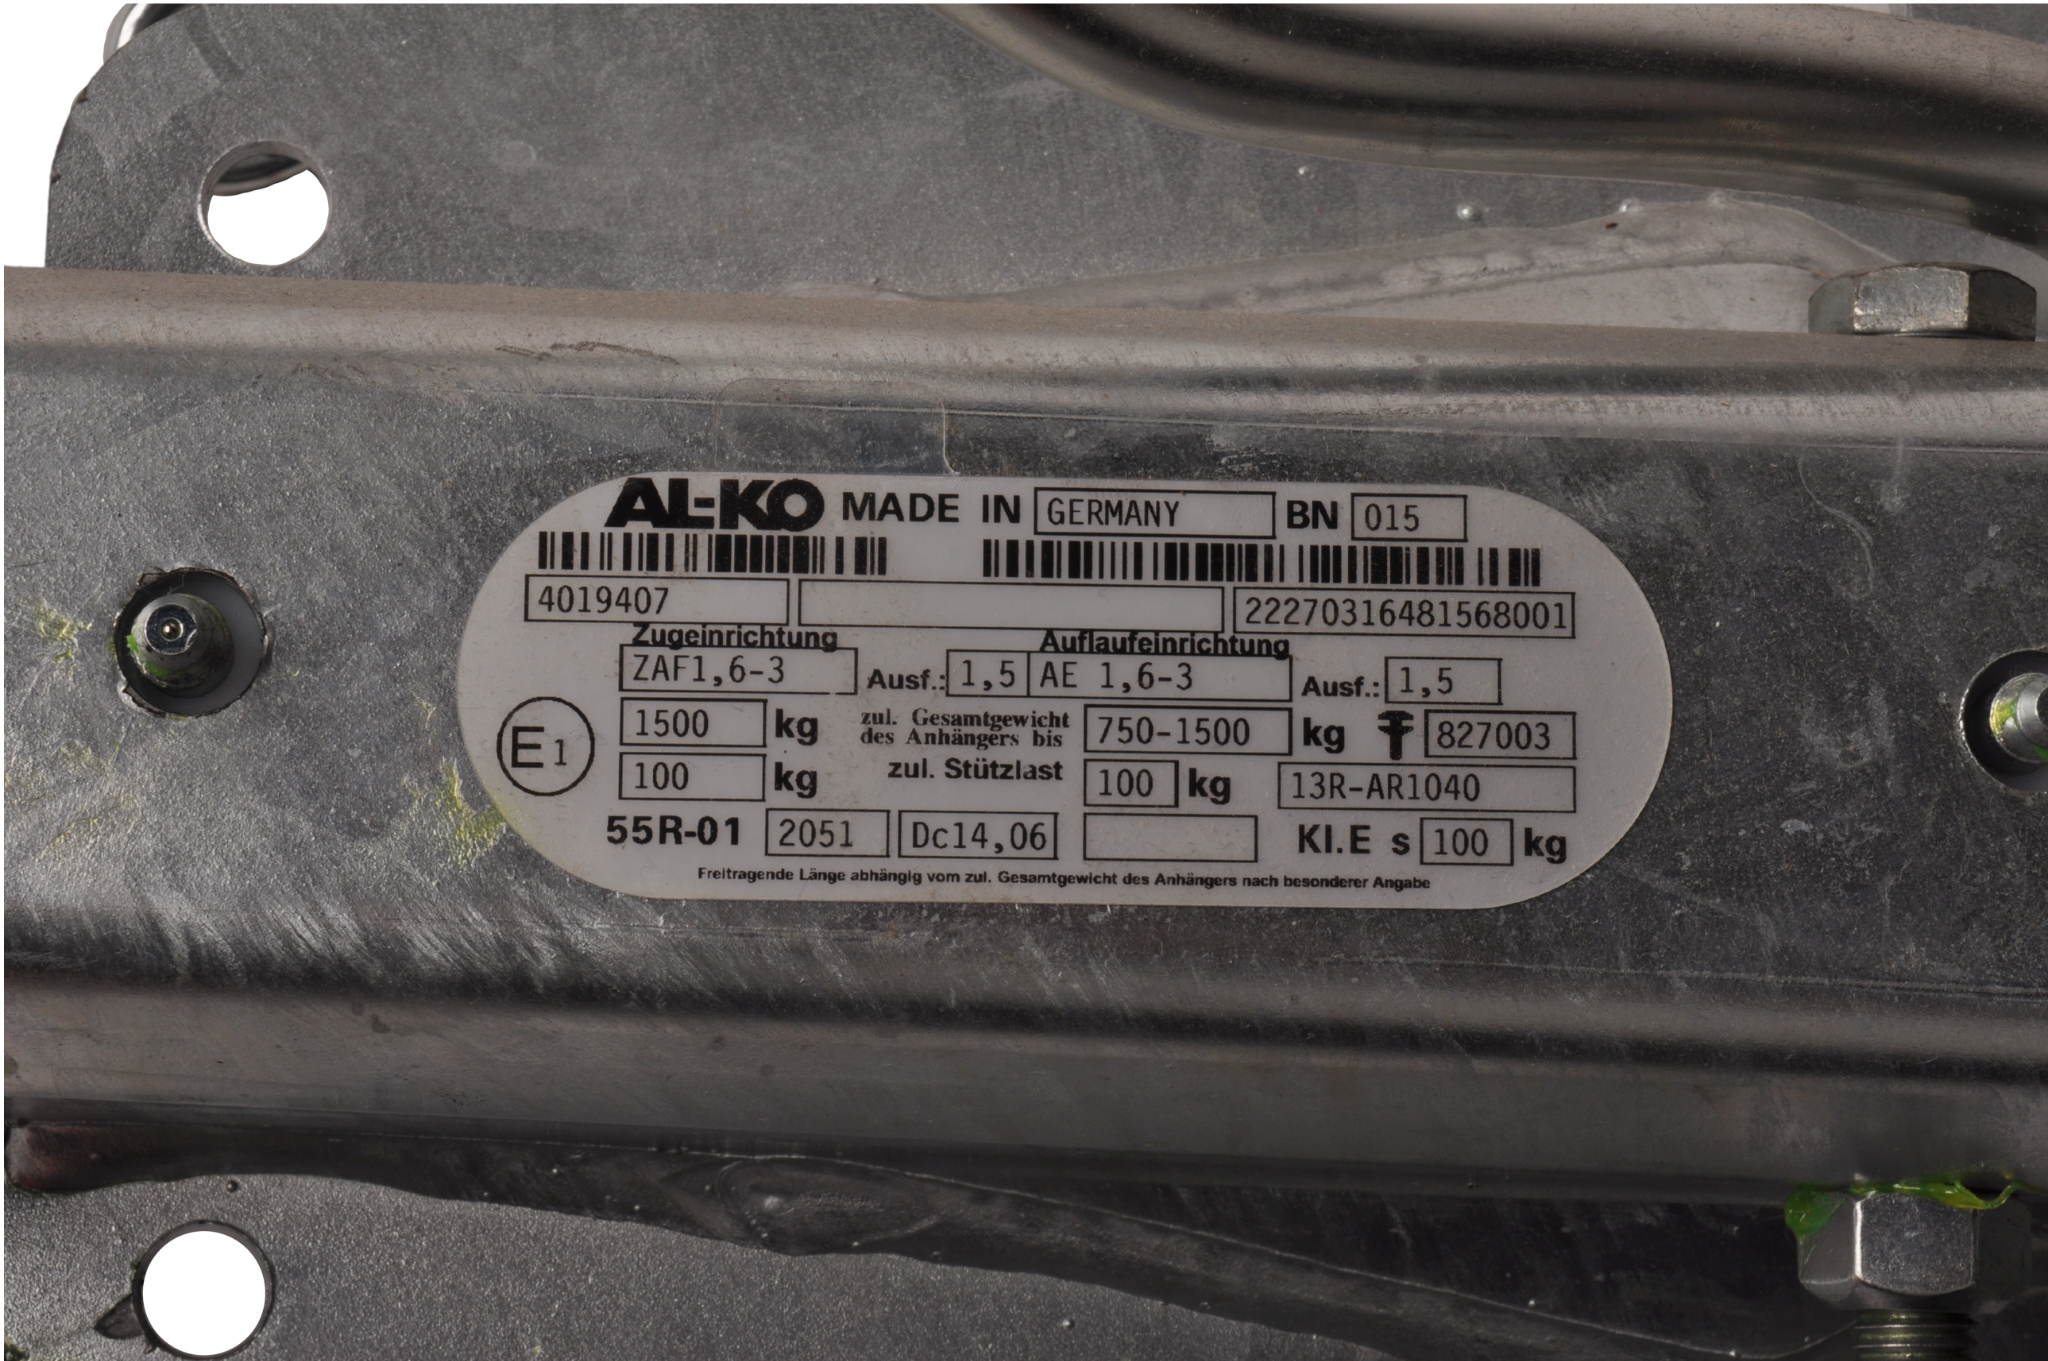 AL-KO MADE IN GERMANY BN 015
4019407 22270316481568001
Zugeinrichtung Auflaufeinrichtung
ZAF1,6-3 Ausf.: 1,5 AE 1,6-3 Ausf.: 1,5
E1 1500 kg zul. Gesamtgewicht des Anhängers bis 750-1500 kg 827003
100 kg zul. Stützlast 100 kg 13R-AR1040
55R-01 2051 Dc14,06 KI.E s 100 kg
Freitragende Länge abhängig vom zul. Gesamtgewicht des Anhängers nach besonderer Angabe